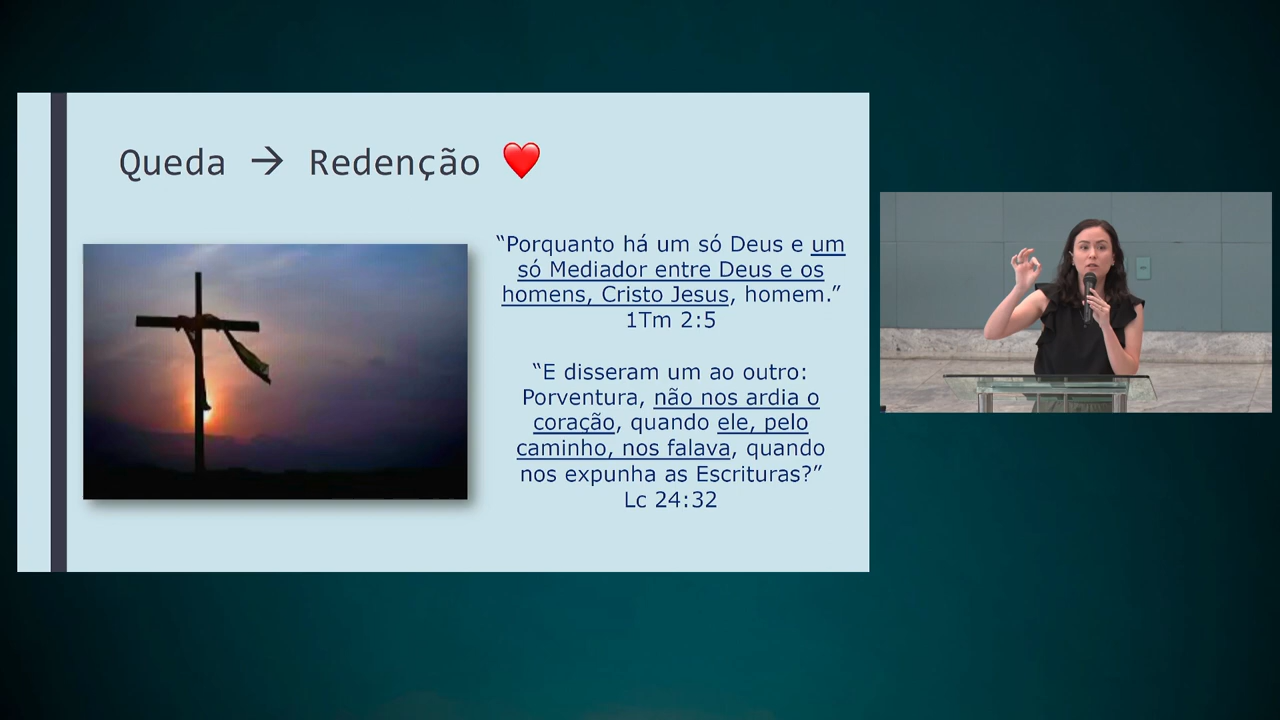 Queda → Redenção ❤️
“Porquanto há um só Deus e um
só Mediador entre Deus e os
homens, Cristo Jesus, homem.”
1Tm 2:5
“E disseram um ao outro:
Porventura, não nos ardia o
coração, quando ele, pelo
caminho, nos falava, quando
nos expunha as Escrituras?”
Lc 24:32